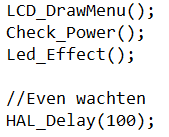 LCD_DrawMenu();
Check_Power();
Led_Effect();
//Even wachten
HAL_Delay(100);